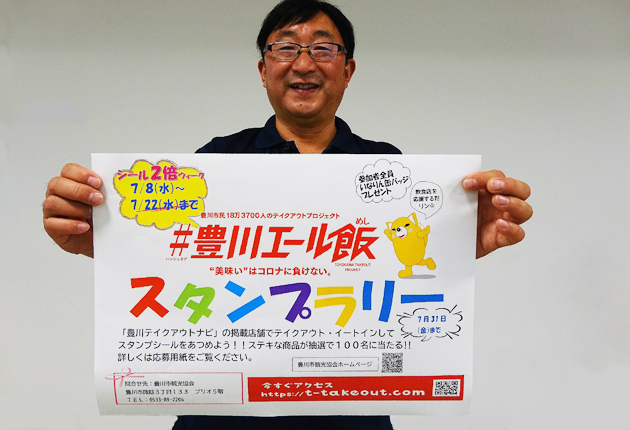 シール2倍ウィーク
7/8(水)～
7/22(水)まで
参加者全員
いなりん缶バッジ
プレゼント
飲食店を
応援するだ
リン☆
豊川市民18万3700人のテイクアウトプロジェクト
#豊川エール飯
ハッシュタグ
めし
TOYOKAWA TAKEOUT
PROJECT
“美味い”はコロナに負けない。
スタンプラリー
7月31日
(金)まで
「豊川テイクアウトナビ」の掲載店舗でテイクアウト・イートインして
スタンプシールをあつめよう！！ステキな商品が抽選で100名に当たる!!
詳しくは応募用紙をご覧ください。
豊川市観光協会ホームページ
問合せ先：豊川市観光協会
豊川市諏訪3丁目133 プリオ5階
TEL：0533-89-2206
今すぐアクセス
https://t-takeout.com